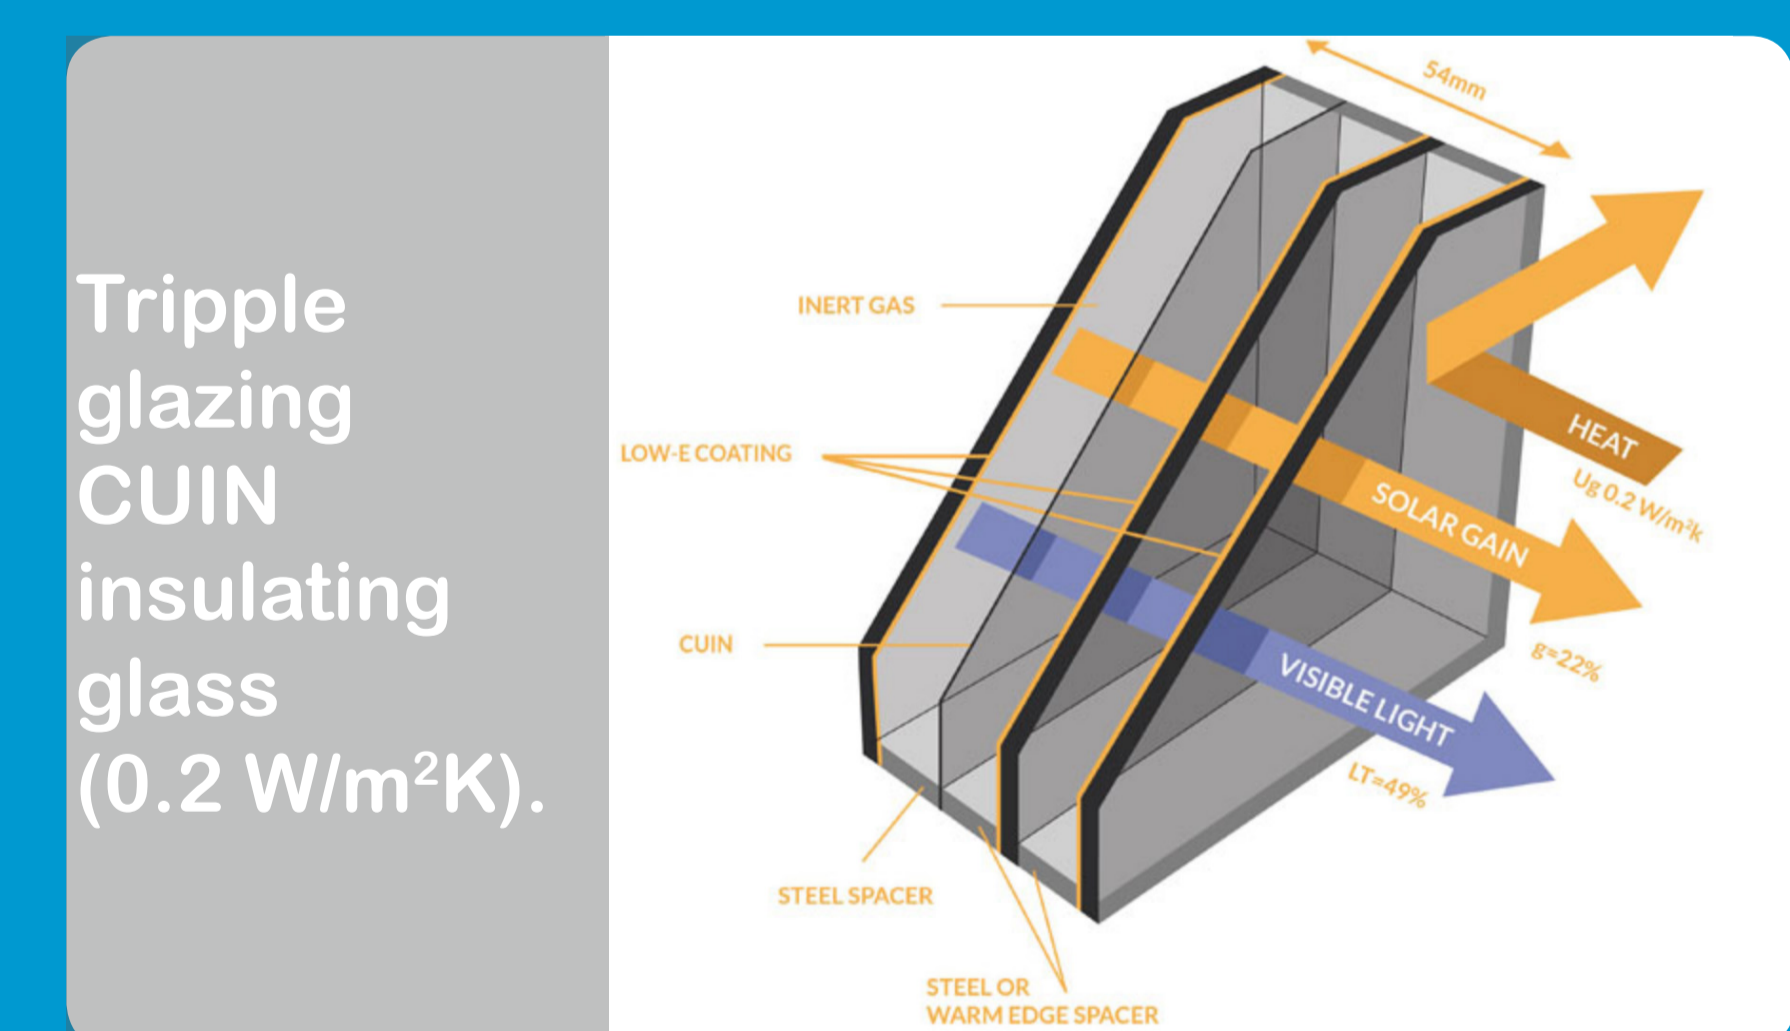 Tripple
glazing
CUIN
insulating
glass
(0.2 W/m²K).
54mm
INERT GAS
HEAT
LOW-E COATING
Ug 0.2 W/m²k
SOLAR GAIN
CUIN
g=22%
VISIBLE LIGHT
LT=49%
STEEL SPACER
STEEL OR
WARM EDGE SPACER